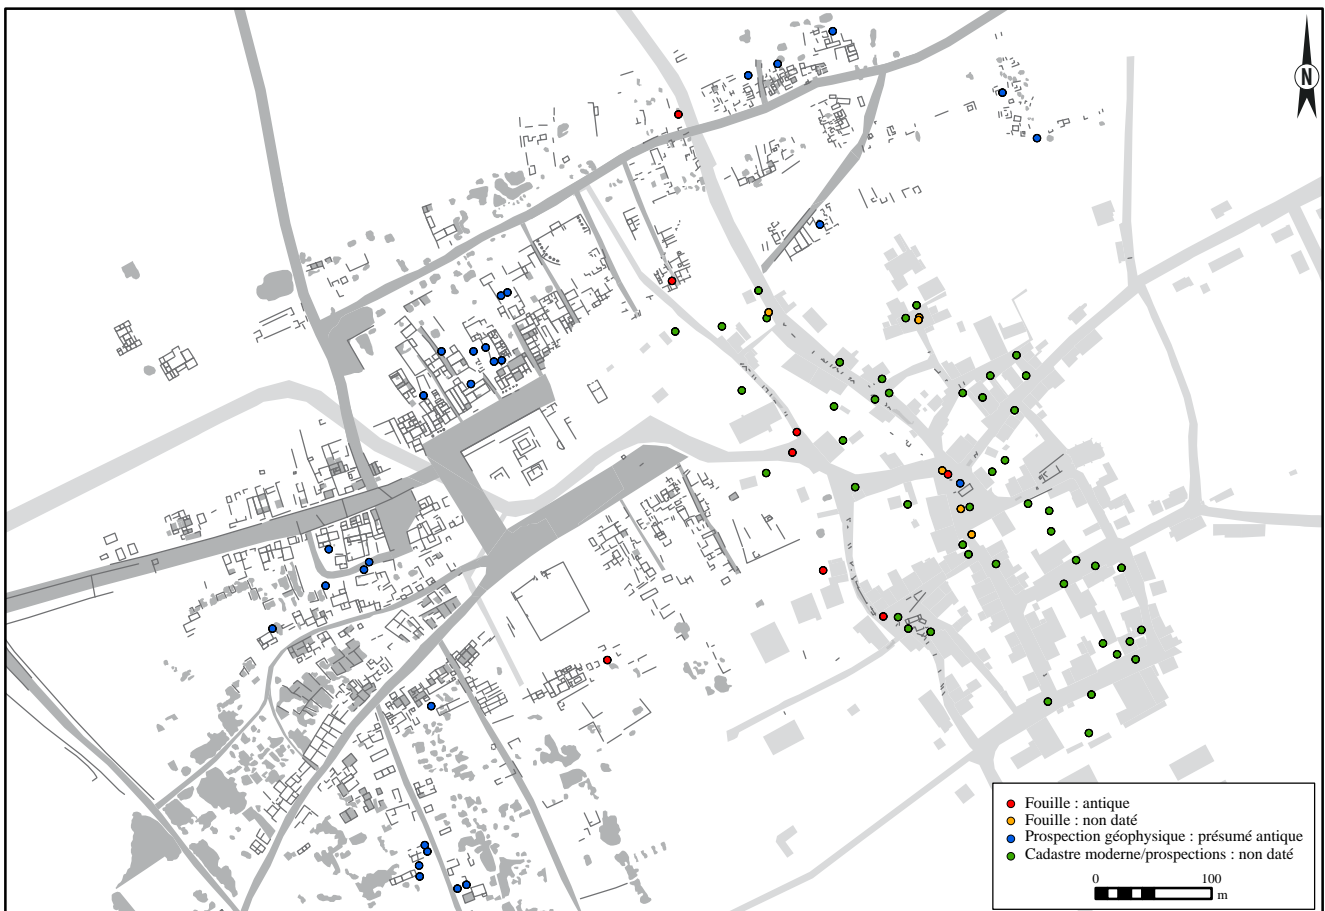 N
Fouille : antique
Fouille : non daté
Prospection géophysique : présumé antique
Cadastre moderne/prospections : non daté
0 100
m